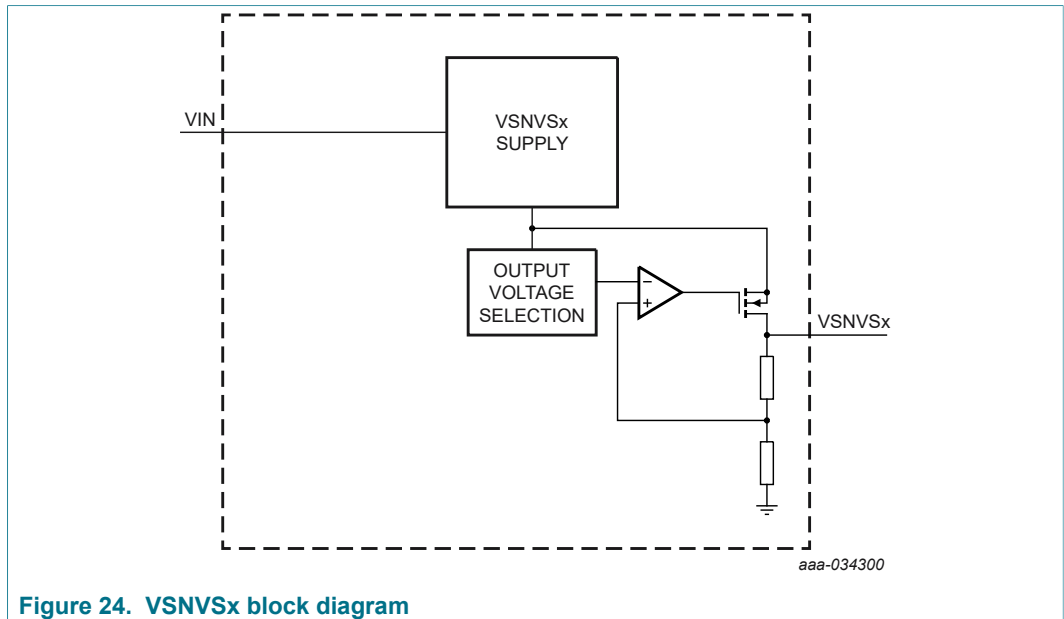 VIN
VSNVSx
SUPPLY
OUTPUT
VOLTAGE
SELECTION
−
+
VSNVSx
aaa-034300
Figure 24. VSNVSx block diagram